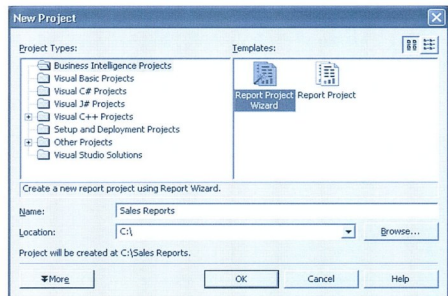 New Project
Project Types:
Templates:
Business Intelligence Projects
Visual Basic Projects
Visual C# Projects
Visual J# Projects
Visual C++ Projects
Setup and Deployment Projects
Other Projects
Visual Studio Solutions
Report Project Wizard
Report Project
Create a new report project using Report Wizard.
Name:
Sales Reports
Location:
C:\
Browse...
Project will be created at C:\Sales Reports.
More
OK
Cancel
Help